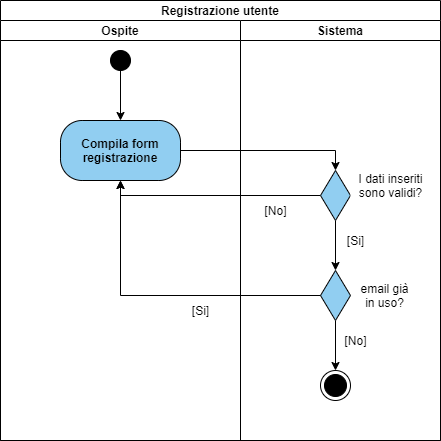 Registrazione utente
Ospite
Sistema
Compila form
registrazione
I dati inseriti
sono validi?
[No]
[Si]
email già
in uso?
[Si]
[No]